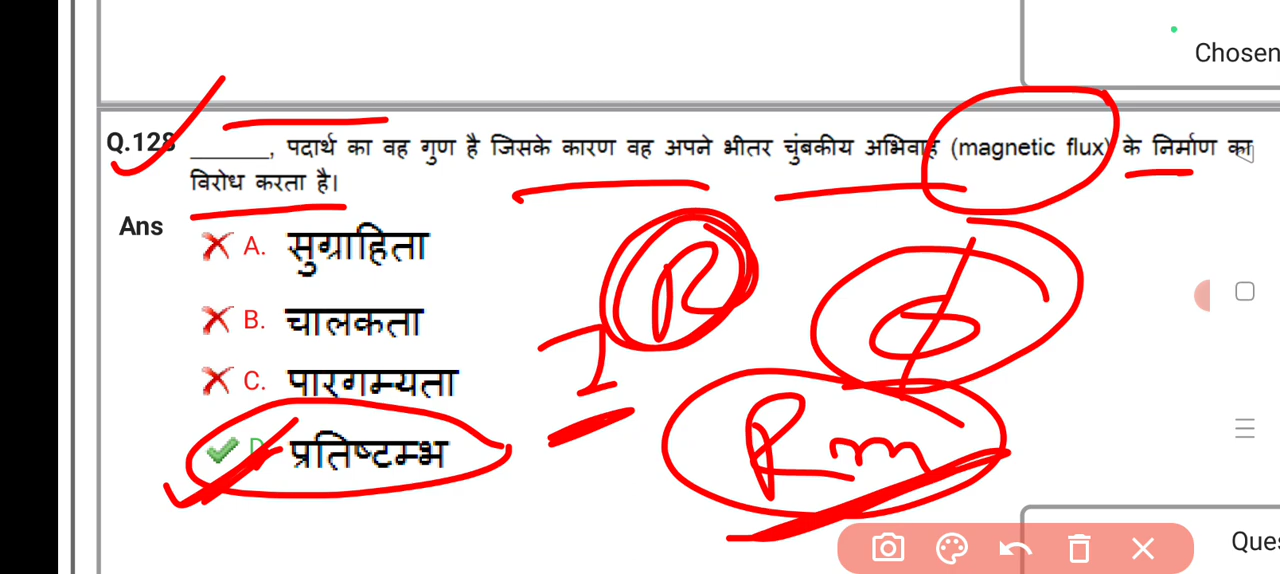 Chosen
Q.128 ______, पदार्थ का वह गुण है जिसके कारण वह अपने भीतर चुंबकीय अभिवाह (magnetic flux) के निर्माण का
विरोध करता है।
Ans
A. सुग्राहिता
B. चालकता
C. पारगम्यता
D. प्रतिष्टम्भ
I R ϕ
Rm
Ques